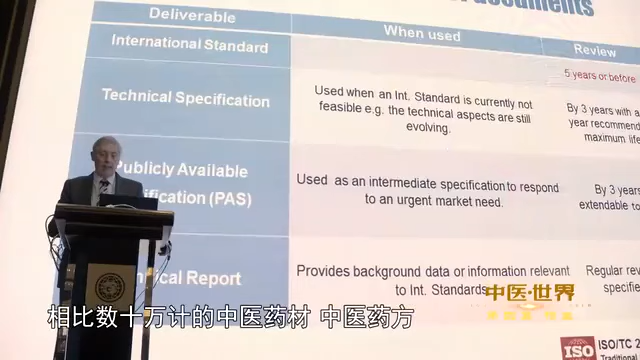 documents
Deliverable
When used
Review
International Standard
5 years or before
Technical Specification
Used when an Int. Standard is currently not
feasible e.g. the technical aspects are still
evolving.
By 3 years with a
year recommend
maximum life
Publicly Available
ification (PAS)
Used as an intermediate specification to respond
to an urgent market need.
By 3 years
extendable to
nical Report
Provides background data or information relevant
to Int. Standards
Regular rev
specifie
中医·世界
相比数十万计的中医药材 中医药方
ISO
ISO/TC 2
Traditional